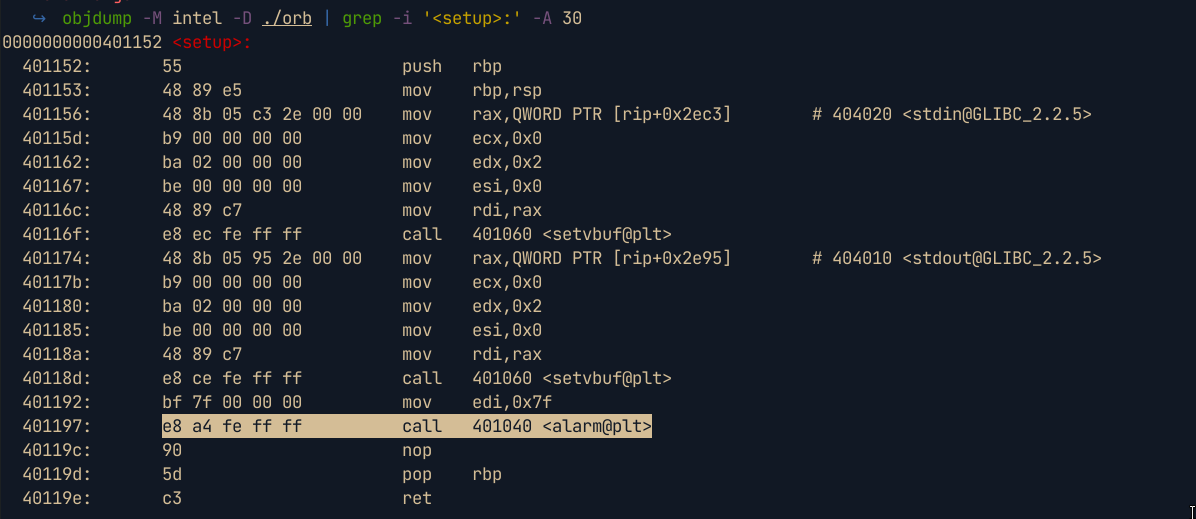 ↪ objdump -M intel -D ./orb | grep -i '<setup>:' -A 30
0000000000401152 <setup>:
401152: 55 push rbp
401153: 48 89 e5 mov rbp,rsp
401156: 48 8b 05 c3 2e 00 00 mov rax,QWORD PTR [rip+0x2ec3] # 404020 <stdin@GLIBC_2.2.5>
40115d: b9 00 00 00 00 mov ecx,0x0
401162: ba 02 00 00 00 mov edx,0x2
401167: be 00 00 00 00 mov esi,0x0
40116c: 48 89 c7 mov rdi,rax
40116f: e8 ec fe ff ff call 401060 <setvbuf@plt>
401174: 48 8b 05 95 2e 00 00 mov rax,QWORD PTR [rip+0x2e95] # 404010 <stdout@GLIBC_2.2.5>
40117b: b9 00 00 00 00 mov ecx,0x0
401180: ba 02 00 00 00 mov edx,0x2
401185: be 00 00 00 00 mov esi,0x0
40118a: 48 89 c7 mov rdi,rax
40118d: e8 ce fe ff ff call 401060 <setvbuf@plt>
401192: bf 7f 00 00 00 mov edi,0x7f
401197: e8 a4 fe ff ff call 401040 <alarm@plt>
40119c: 90 nop
40119d: 5d pop rbp
40119e: c3 ret